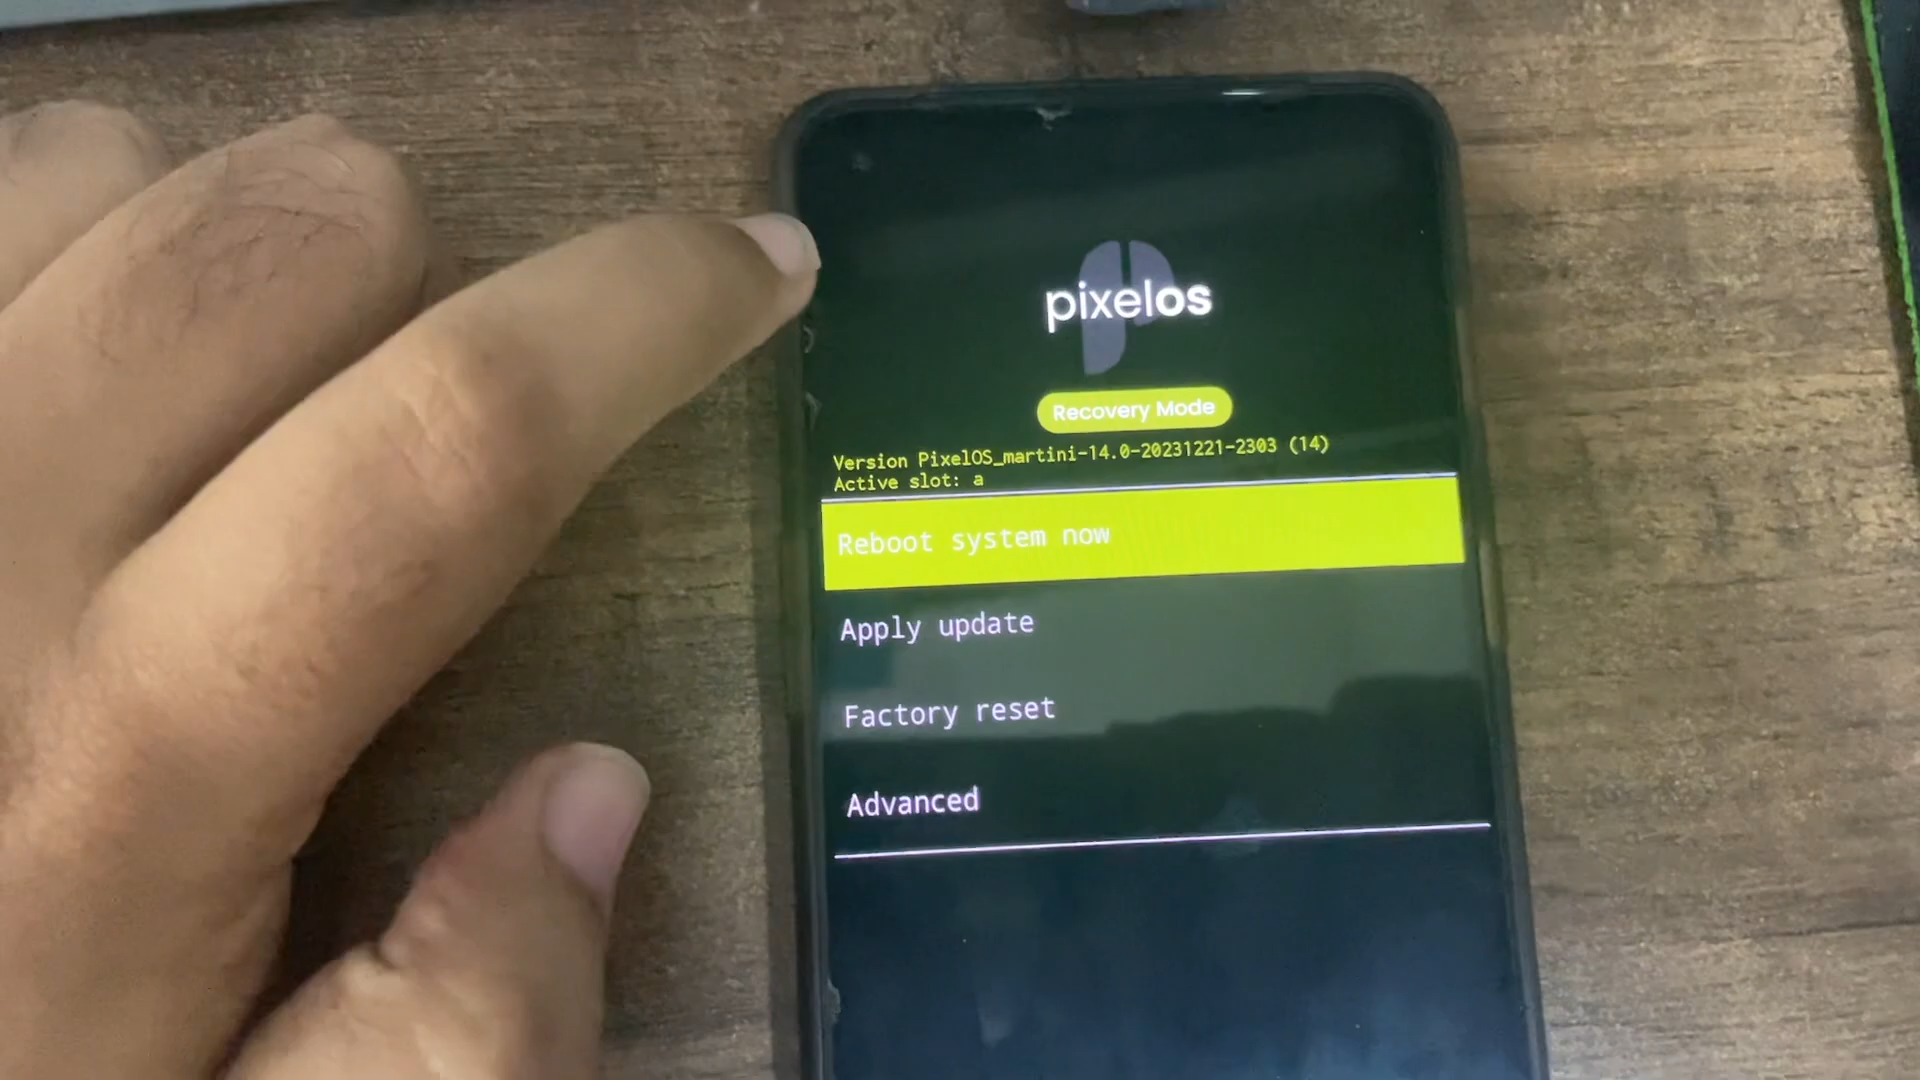 pixelos
Recovery Mode
Version PixelOS_martini-14.0-20231221-2303 (14)
Active slot: a
Reboot system now
Apply update
Factory reset
Advanced